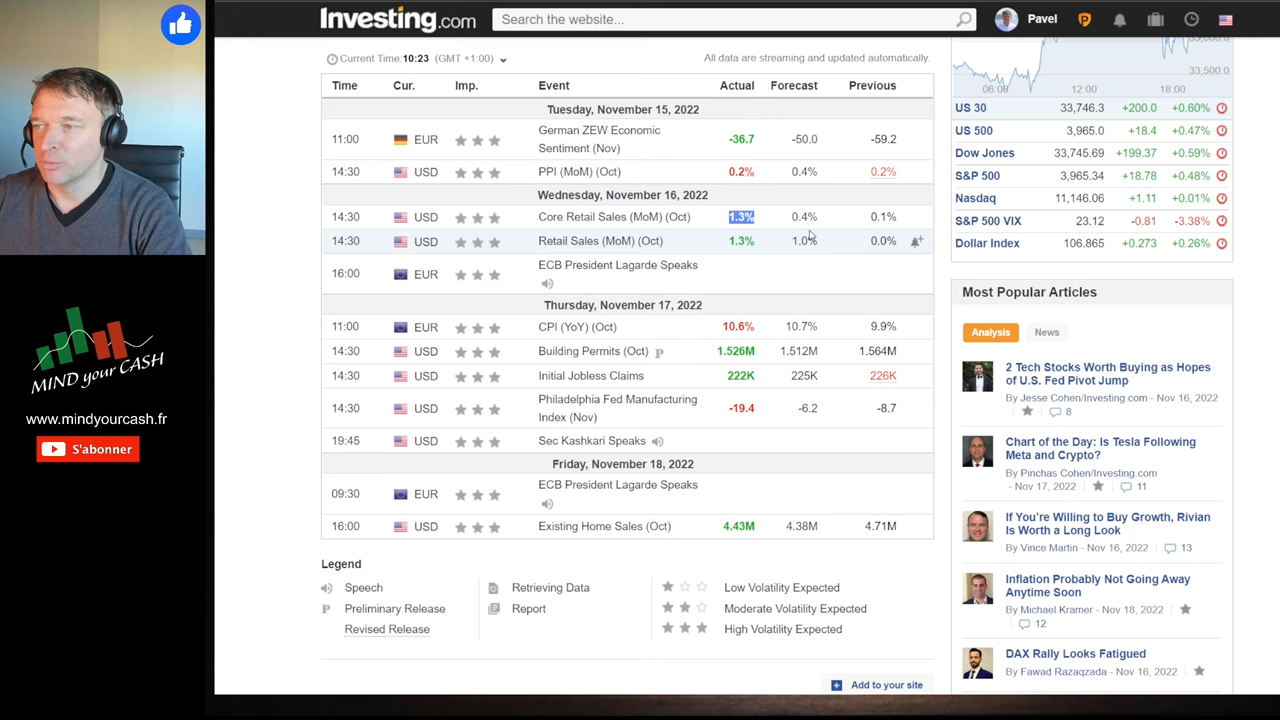 Investing.com
Search the website...
Pavel
Current Time: 10:23 (GMT +1:00)
All data are streaming and updated automatically.
Time Cur. Imp. Event Actual Forecast Previous
Tuesday, November 15, 2022
11:00 EUR German ZEW Economic Sentiment (Nov) -36.7 -50.0 -59.2
14:30 USD PPI (MoM) (Oct) 0.2% 0.4% 0.2%
Wednesday, November 16, 2022
14:30 USD Core Retail Sales (MoM) (Oct) 1.3% 0.4% 0.1%
14:30 USD Retail Sales (MoM) (Oct) 1.3% 1.0% 0.0%
16:00 EUR ECB President Lagarde Speaks
Thursday, November 17, 2022
11:00 EUR CPI (YoY) (Oct) 10.6% 10.7% 9.9%
14:30 USD Building Permits (Oct) P 1.526M 1.512M 1.564M
14:30 USD Initial Jobless Claims 222K 225K 226K
14:30 USD Philadelphia Fed Manufacturing Index (Nov) -19.4 -6.2 -8.7
19:45 USD Sec Kashkari Speaks
Friday, November 18, 2022
09:30 EUR ECB President Lagarde Speaks
16:00 USD Existing Home Sales (Oct) 4.43M 4.38M 4.71M
Legend
Speech Retrieving Data Low Volatility Expected
P Preliminary Release Report Moderate Volatility Expected
Revised Release High Volatility Expected
Add to your site
33,500.0
06:00 12:00 18:00
US 30 33,746.3 +200.0 +0.60%
US 500 3,965.0 +18.4 +0.47%
Dow Jones 33,745.69 +199.37 +0.59%
S&P 500 3,965.34 +18.78 +0.48%
Nasdaq 11,146.06 +1.11 +0.01%
S&P 500 VIX 23.12 -0.81 -3.38%
Dollar Index 106.865 +0.273 +0.26%
Most Popular Articles
Analysis News
2 Tech Stocks Worth Buying as Hopes
of U.S. Fed Pivot Jump
By Jesse Cohen/Investing.com - Nov 16, 2022
8
Chart of the Day: Is Tesla Following
Meta and Crypto?
By Pinchas Cohen/Investing.com
- Nov 17, 2022 11
If You're Willing to Buy Growth, Rivian
Is Worth a Long Look
By Vince Martin - Nov 16, 2022 13
Inflation Probably Not Going Away
Anytime Soon
By Michael Kramer - Nov 18, 2022
12
DAX Rally Looks Fatigued
By Fawad Razaqzada - Nov 16, 2022
MIND your CASH
www.mindyourcash.fr
S'abonner